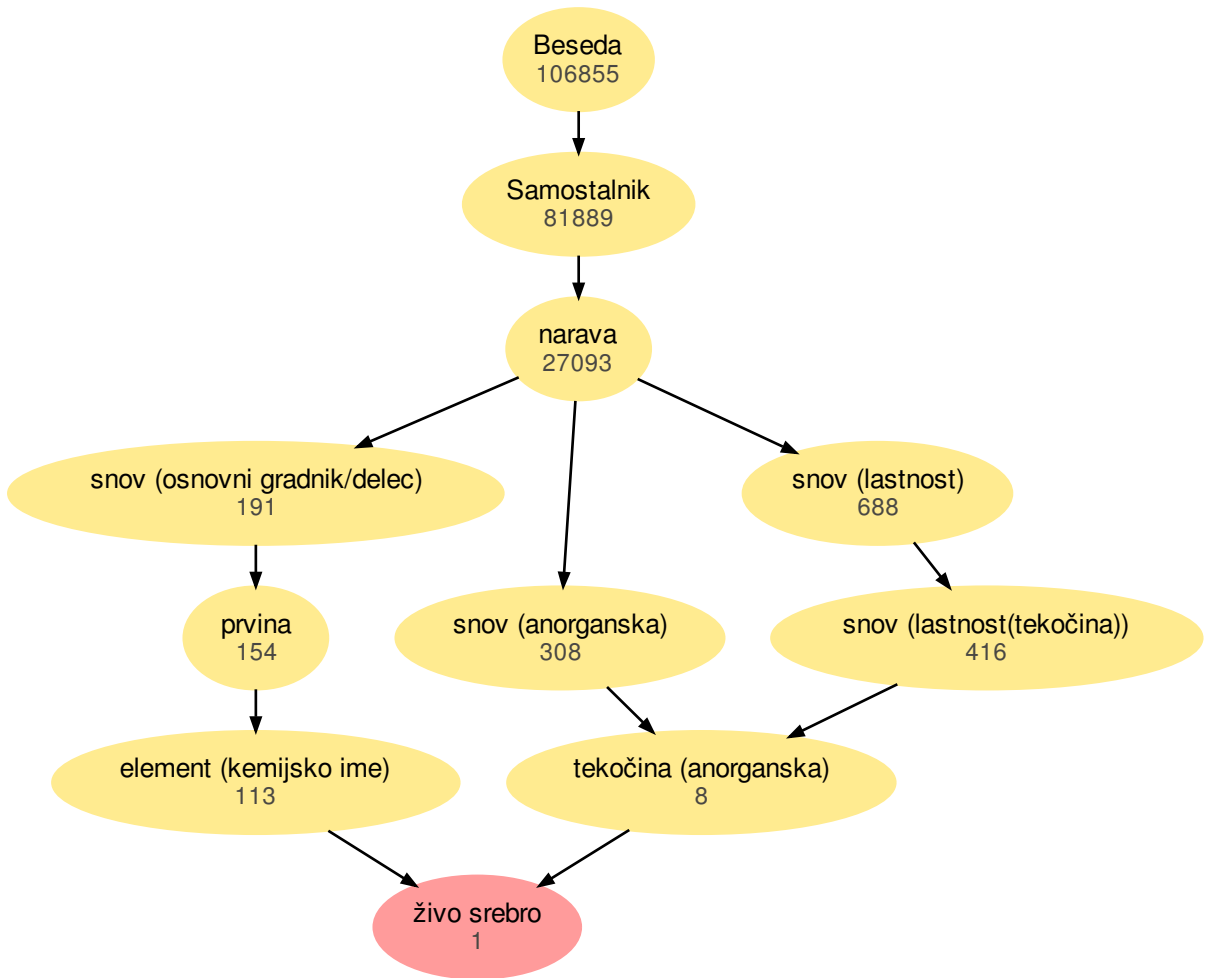 Beseda
106855
Samostalnik
81889
narava
27093
snov (osnovni gradnik/delec)
191
snov (lastnost)
688
prvina
154
snov (anorganska)
308
snov (lastnost(tekočina))
416
element (kemijsko ime)
113
tekočina (anorganska)
8
živo srebro
1